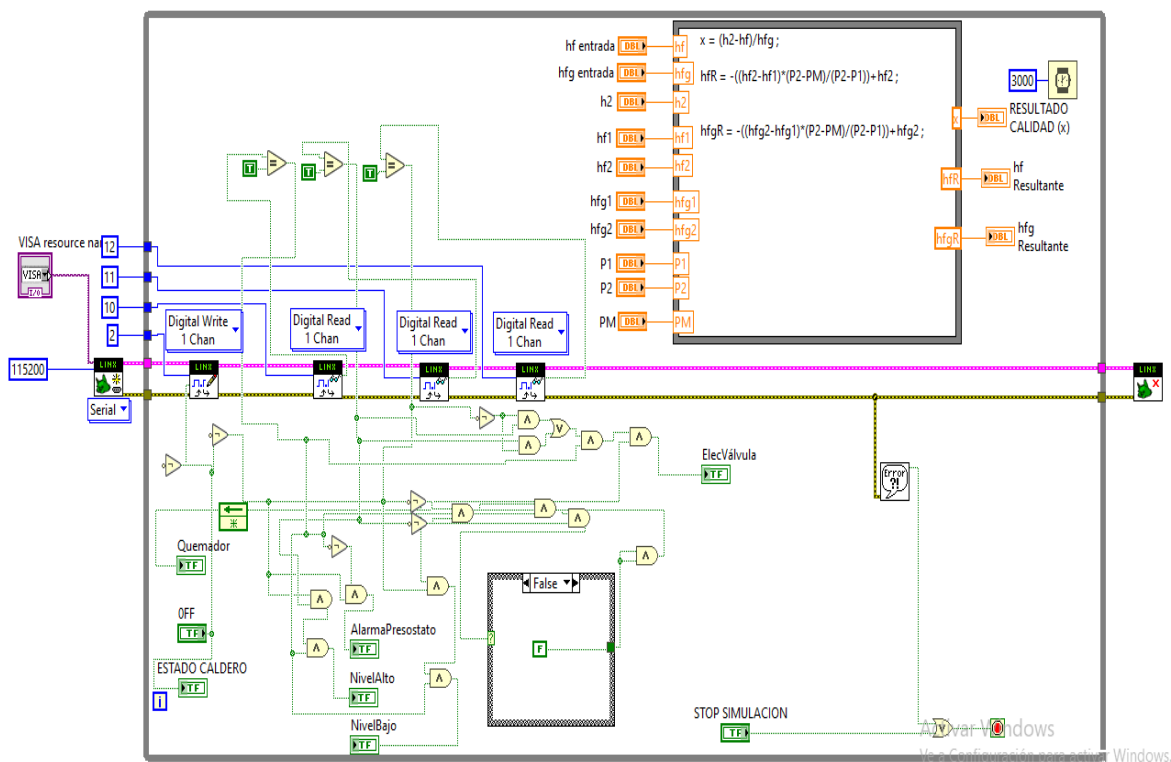 hf entrada DBL hf
x = (h2-hf)/hfg ;
hfg entrada DBL hfg
hfR = -((hf2-hf1)*(P2-PM)/(P2-P1))+hf2 ;
h2 DBL h2
hf1 DBL hf1
hfgR = -((hfg2-hfg1)*(P2-PM)/(P2-P1))+hfg2 ;
hf2 DBL hf2
hfg1 DBL hfg1
hfg2 DBL hfg2
P1 DBL P1
P2 DBL P2
PM DBL PM
3000
x DBL RESULTADO
CALIDAD (x)
hfR DBL hf
Resultante
hfgR DBL hfg
Resultante
T = T = T =
VISA resource nar
VISA
I/O
12
11
10
2
Digital Write
1 Chan
Digital Read
1 Chan
Digital Read
1 Chan
Digital Read
1 Chan
115200
LINX
Serial
LINX
LINX
LINX
LINX
LINX
ElecVálvula
TF
Error
?!
Quemador
TF
False
?
F
OFF
TF
AlarmaPresostato
TF
ESTADO CALDERO
TF
i
NivelAlto
TF
NivelBajo
TF
STOP SIMULACION
TF
Activar Windows
Ve a Configuración para activar Windows.